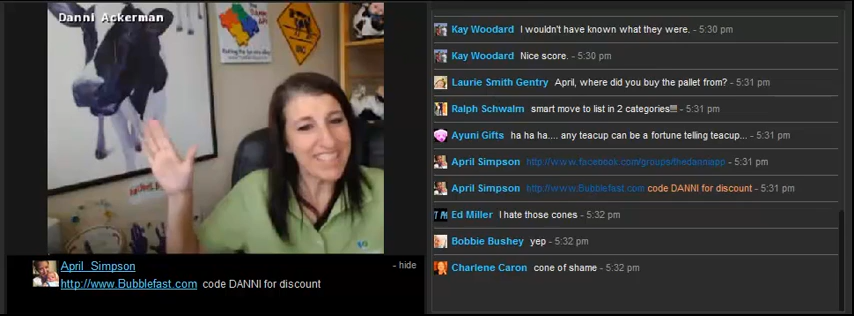 Danni Ackerman
April_Simpson
- hide
http://www.Bubblefast.com code DANNI for discount
Kay Woodard I wouldn't have known what they were. - 5:30 pm
Kay Woodard Nice score. - 5:30 pm
Laurie Smith Gentry April, where did you buy the pallet from? - 5:31 pm
Ralph Schwalm smart move to list in 2 categories!!! - 5:31 pm
Ayuni Gifts ha ha ha.... any teacup can be a fortune telling teacup... - 5:31 pm
April Simpson http://www.facebook.com/groups/thedanniapp - 5:31 pm
April Simpson http://www.Bubblefast.com code DANNI for discount - 5:31 pm
Ed Miller I hate those cones - 5:32 pm
Bobbie Bushey yep - 5:32 pm
Charlene Caron cone of shame - 5:32 pm